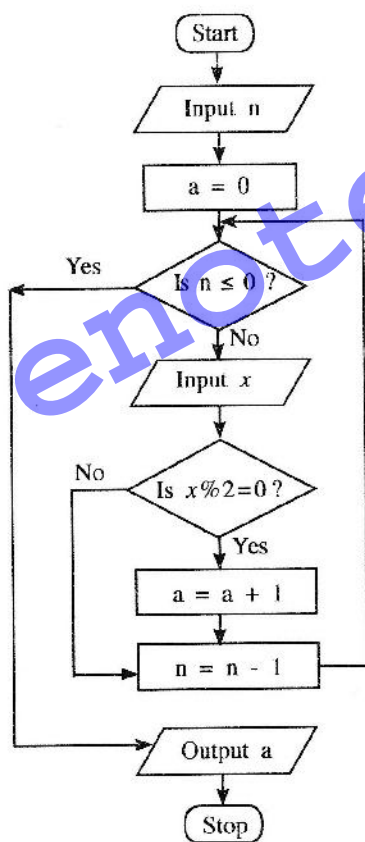 Start
Input n
a = 0
Yes
Is n ≤ 0 ?
No
Input x
No
Is x%2=0 ?
Yes
a = a + 1
n = n - 1
Output a
Stop
enote